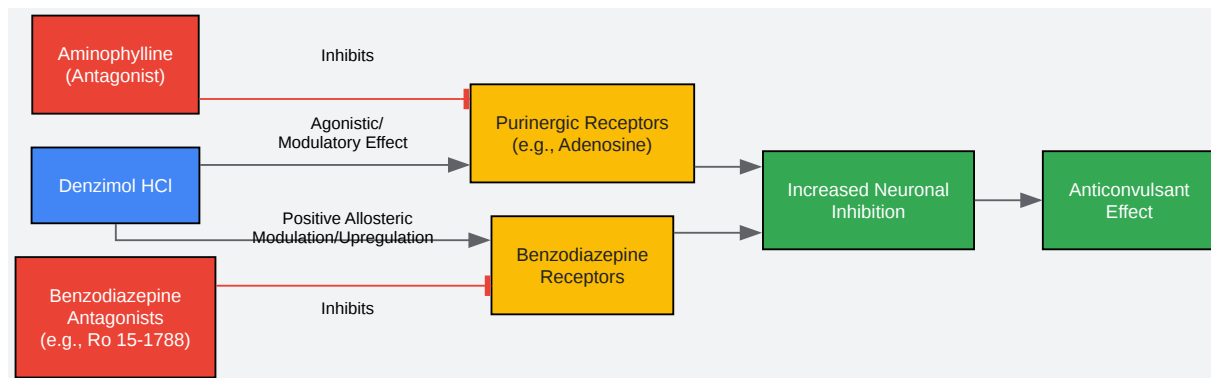 Aminophylline
(Antagonist)
Inhibits
Agonistic/
Modulatory Effect
Purinergic Receptors
(e.g., Adenosine)
Denzimol HCl
Positive Allosteric
Modulation/Upregulation
Increased Neuronal
Inhibition
Anticonvulsant
Effect
Benzodiazepine
Receptors
Benzodiazepine
Antagonists
(e.g., Ro 15-1788)
Inhibits